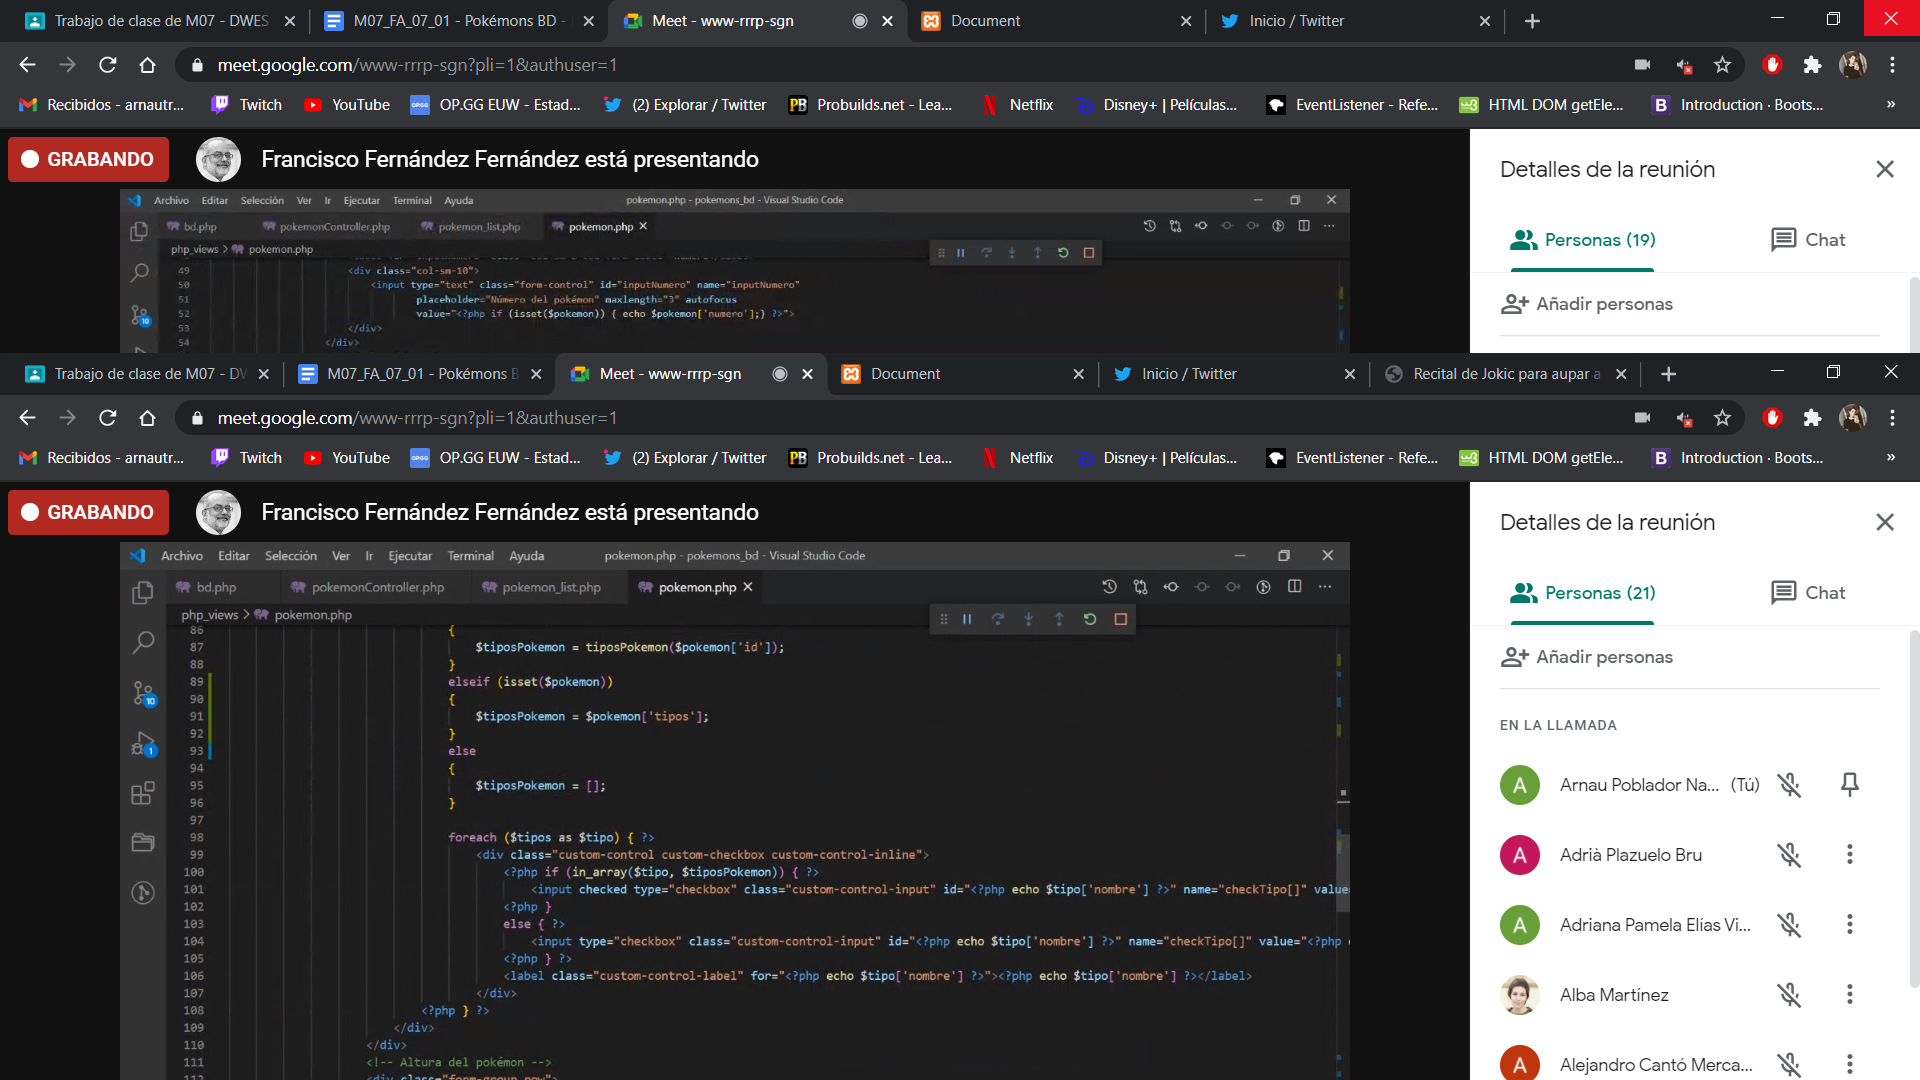 Trabajo de clase de M07 - DWES
M07_FA_07_01 - Pokémons BD -
Meet - www-rrrp-sgn
Document
Inicio / Twitter
meet.google.com/www-rrrp-sgn?pli=1&authuser=1
Recibidos - arnautr...
Twitch
YouTube
OP.GG EUW - Estad...
(2) Explorar / Twitter
Probuilds.net - Lea...
Netflix
Disney+ | Películas...
EventListener - Refe...
HTML DOM getEle...
Introduction · Boots...
»
GRABANDO
Francisco Fernández Fernández está presentando
Detalles de la reunión
Personas (19)
Chat
Añadir personas
Archivo Editar Selección Ver Ir Ejecutar Terminal Ayuda
pokemon.php - pokemons_bd - Visual Studio Code
bd.php
pokemonController.php
pokemon_list.php
pokemon.php
php_views > pokemon.php
10
49 <div class="col-sm-10">
50 <input type="text" class="form-control" id="inputNumero" name="inputNumero"
51 placeholder="Número del pokémon" maxlength="3" autofocus
52 value="<?php if (isset($pokemon)) { echo $pokemon['numero'];} ?>">
53 </div>
54 </div>
Trabajo de clase de M07 - DW
M07_FA_07_01 - Pokémons B
Meet - www-rrrp-sgn
Document
Inicio / Twitter
Recital de Jokic para aupar a
meet.google.com/www-rrrp-sgn?pli=1&authuser=1
Recibidos - arnautr...
Twitch
YouTube
OP.GG EUW - Estad...
(2) Explorar / Twitter
Probuilds.net - Lea...
Netflix
Disney+ | Películas...
EventListener - Refe...
HTML DOM getEle...
Introduction · Boots...
»
GRABANDO
Francisco Fernández Fernández está presentando
Archivo Editar Selección Ver Ir Ejecutar Terminal Ayuda
pokemon.php - pokemons_bd - Visual Studio Code
bd.php
pokemonController.php
pokemon_list.php
pokemon.php
php_views > pokemon.php
10
1
86 {
87 $tiposPokemon = tiposPokemon($pokemon['id']);
88 }
89 elseif (isset($pokemon))
90 {
91 $tiposPokemon = $pokemon['tipos'];
92 }
93 else
94 {
95 $tiposPokemon = [];
96 }
97
98 foreach ($tipos as $tipo) { ?>
99 <div class="custom-control custom-checkbox custom-control-inline">
100 <?php if (in_array($tipo, $tiposPokemon)) { ?>
101 <input checked type="checkbox" class="custom-control-input" id="<?php echo $tipo['nombre'] ?>" name="checkTipo[]" value
102 <?php }
103 else { ?>
104 <input type="checkbox" class="custom-control-input" id="<?php echo $tipo['nombre'] ?>" name="checkTipo[]" value="<?php
105 <?php } ?>
106 <label class="custom-control-label" for="<?php echo $tipo['nombre'] ?>"><?php echo $tipo['nombre'] ?></label>
107 </div>
108 <?php } ?>
109 </div>
110 </div>
111 <!-- Altura del pokémon -->
112 <div class="form-group row">
Detalles de la reunión
Personas (21)
Chat
Añadir personas
EN LA LLAMADA
A Arnau Poblador Na... (Tú)
A Adrià Plazuelo Bru
A Adriana Pamela Elías Vi...
Alba Martínez
A Alejandro Cantó Merca...